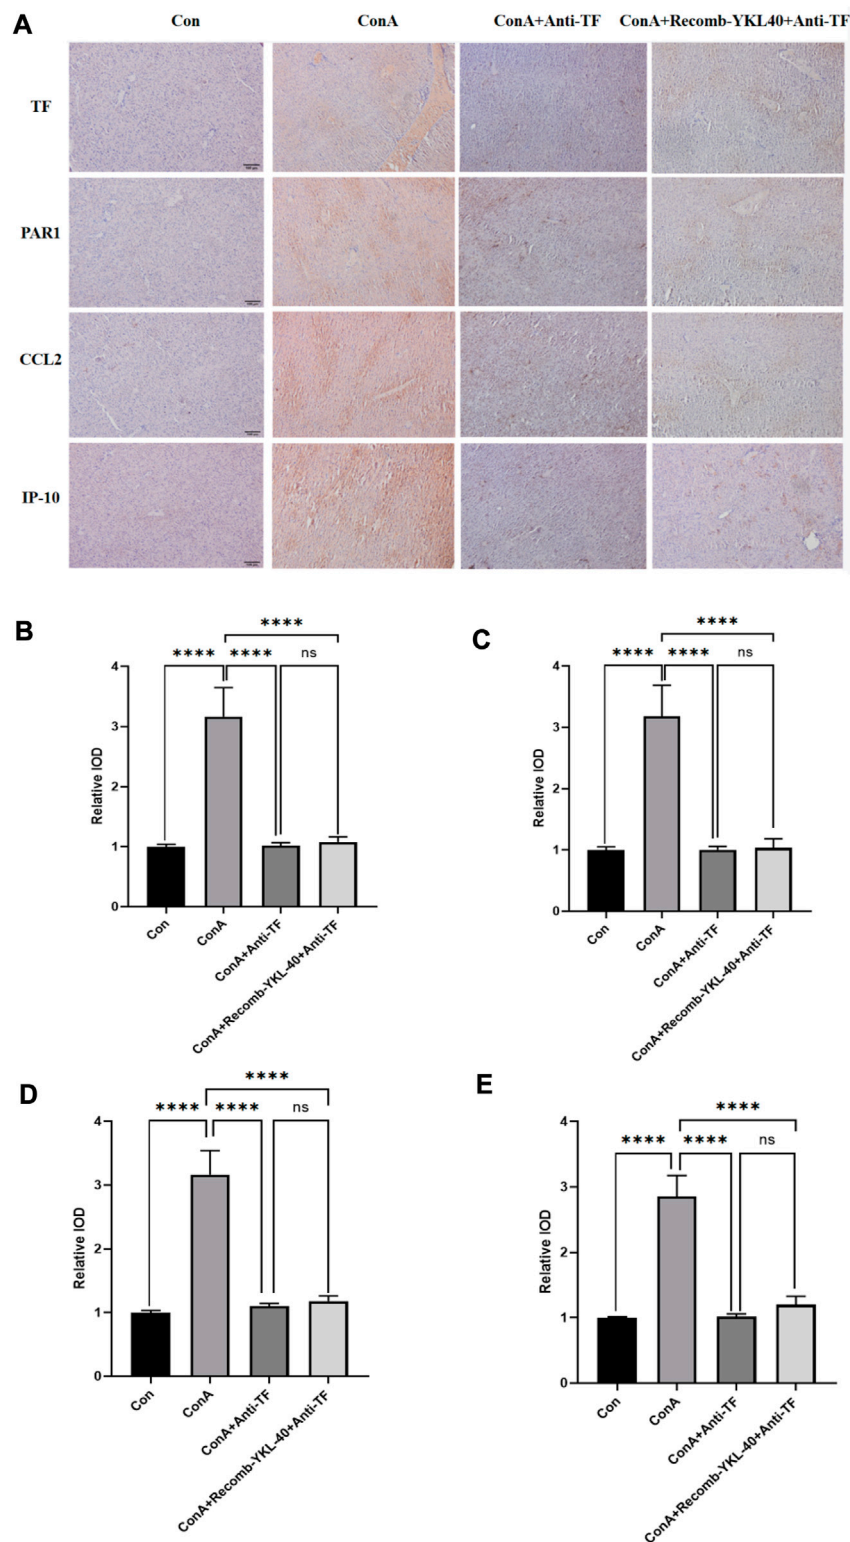 A
Con
ConA
ConA+Anti-TF
ConA+Recomb-YKL40+Anti-TF
TF
PAR1
CCL2
IP-10
B
****
**** **** ns
Relative IOD
4
3
2
1
0
Con
ConA
ConA+Anti-TF
ConA+Recomb-YKL-40+Anti-TF
C
****
**** **** ns
Relative IOD
4
3
2
1
0
Con
ConA
ConA+Anti-TF
ConA+Recomb-YKL-40+Anti-TF
D
****
**** **** ns
Relative IOD
4
3
2
1
0
Con
ConA
ConA+Anti-TF
ConA+Recomb-YKL-40+Anti-TF
E
****
**** **** ns
Relative IOD
4
3
2
1
0
Con
ConA
ConA+Anti-TF
ConA+Recomb-YKL-40+Anti-TF